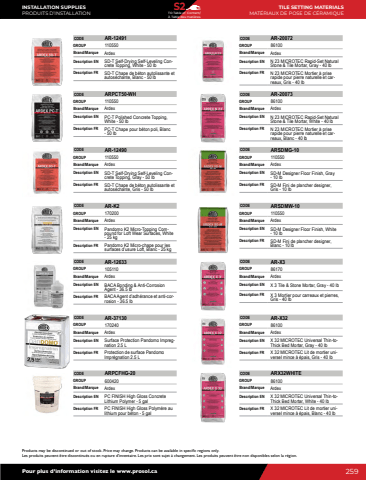 INSTALLATION SUPPLIES
PRODUITS D'INSTALLATION
S2
TILE SETTING MATERIALS
MATÉRIAUX DE POSE DE CÉRAMIQUE
CODE AR-12491
GROUP 110550
Brand/Marque Ardex
Description EN SD-T Self-Drying Self-Leveling Concrete Topping, White - 50 lb
Description FR SD-T Chape de béton autolissante et autoséchante, Blanc - 50 lb
CODE ARPCT50-WH
GROUP 110550
Brand/Marque Ardex
Description EN PC-T Polished Concrete Topping, White - 50 lb
Description FR PC-T Chape pour béton poli, Blanc - 50 lb
CODE AR-12490
GROUP 110550
Brand/Marque Ardex
Description EN SD-T Self-Drying Self-Leveling Concrete Topping, Gray - 50 lb
Description FR SD-T Chape de béton autolissante et autoséchante, Gris - 50 lb
CODE AR-K2
GROUP 170200
Brand/Marque Ardex
Description EN Pandomo K2 Micro-Topping Compound for Loft Wear Surfaces, White - 25 kg
Description FR Pandomo K2 Micro-chape pour les surfaces d'usure Loft, Blanc - 25 kg
CODE AR-12633
GROUP 155110
Brand/Marque Ardex
Description EN BACA Bonding & Anti-Corrosion Agent - 36.5 lb
Description FR BACA Agent d'adhérance et anti-corrosion - 36.5 lb
CODE AR-37130
GROUP 170240
Brand/Marque Ardex
Description EN Surface Protection Pandomo Impregnation 2.5 L
Description FR Protection de surface Pandomo Imprégnation 2.5 L
CODE ARPCFHG-20
GROUP 600420
Brand/Marque Ardex
Description EN PC FINISH High Gloss Concrete Lithium Polymer - 5 gal
Description FR PC FINISH High Gloss Polymère au lithium pour béton - 5 gal
CODE AR-20072
GROUP 86100
Brand/Marque Ardex
Description EN N 23 MICROTEC Rapid-Set Natural Stone & Tile Mortar, Gray - 40 lb
Description FR N 23 MICROTEC Mortier à prise rapide pour pierre naturelle et carreaux, Gris - 40 lb
CODE AR-20073
GROUP 86100
Brand/Marque Ardex
Description EN N 23 MICROTEC Rapid-Set Natural Stone & Tile Mortar, White - 40 lb
Description FR N 23 MICROTEC Mortier à prise rapide pour pierre naturelle et carreaux, Blanc - 40 lb
CODE ARSDMG-10
GROUP 110550
Brand/Marque Ardex
Description EN SD-M Designer Floor Finish, Gray - 10 lb
Description FR SD-M Fini de plancher designer, Gris - 10 lb
CODE ARSDMW-10
GROUP 110550
Brand/Marque Ardex
Description EN SD-M Designer Floor Finish, White - 10 lb
Description FR SD-M Fini de plancher designer, Blanc - 10 lb
CODE AR-X3
GROUP 86170
Brand/Marque Ardex
Description EN X 3 Tile & Stone Mortar, Gray - 40 lb
Description FR X 3 Mortier pour carreaux et pierres, Gris - 40 lb
CODE AR-X32
GROUP 86100
Brand/Marque Ardex
Description EN X 32 MICROTEC Universal Thin-to-Thick Bed Mortar, Gray - 40 lb
Description FR X 32 MICROTEC Lit de mortier universel mince à épais, Gris - 40 lb
CODE ARX32WHITE
GROUP 86100
Brand/Marque Ardex
Description EN X 32 MICROTEC Universal Thin-to-Thick Bed Mortar, White - 40 lb
Description FR X 32 MICROTEC Lit de mortier universel mince à épais, Blanc - 40 lb
Products may be discontinued or out of stock. Price may change. Products can be available in specific regions only.
Les produits peuvent être discontinués ou en rupture d'inventaire. Les prix sont sujet à changement. Les produits peuvent être non disponibles selon la région.
Pour plus d'information visitez le www.prosol.ca
259